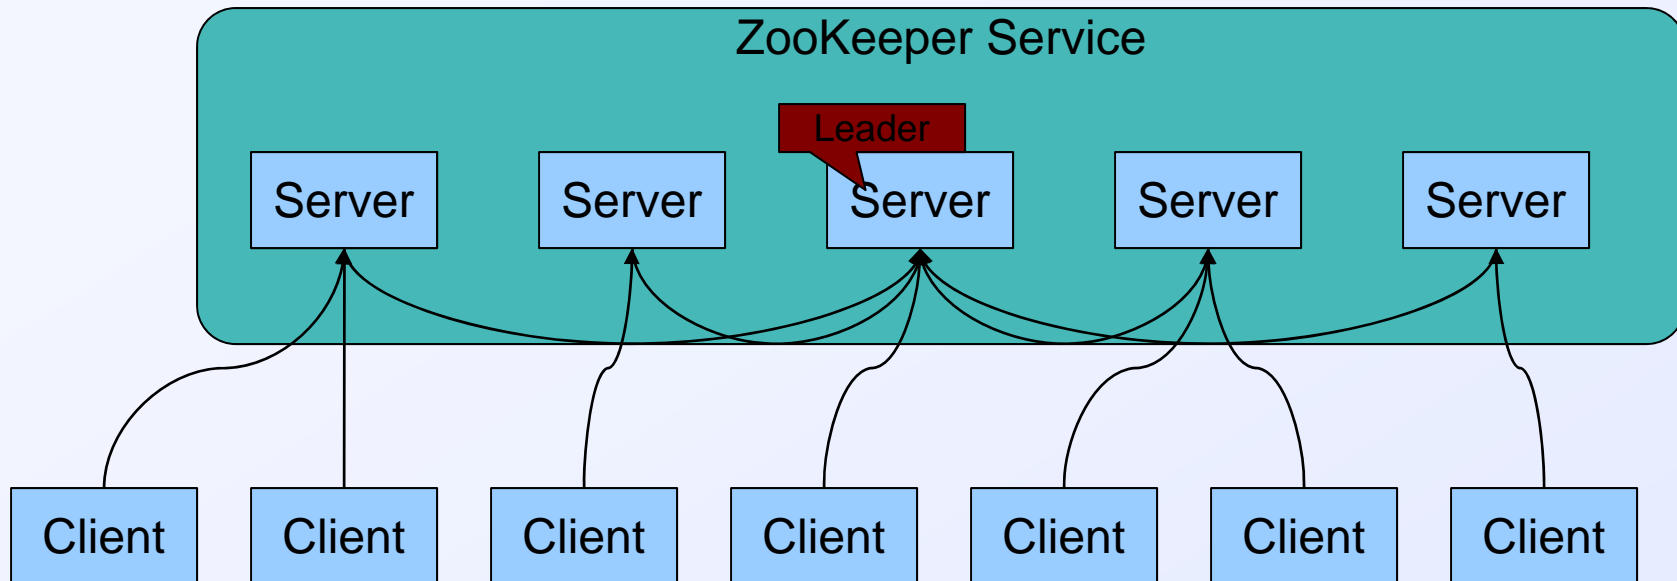 ZooKeeper Service
Leader
Server Server Server Server Server
Client Client Client Client Client Client Client